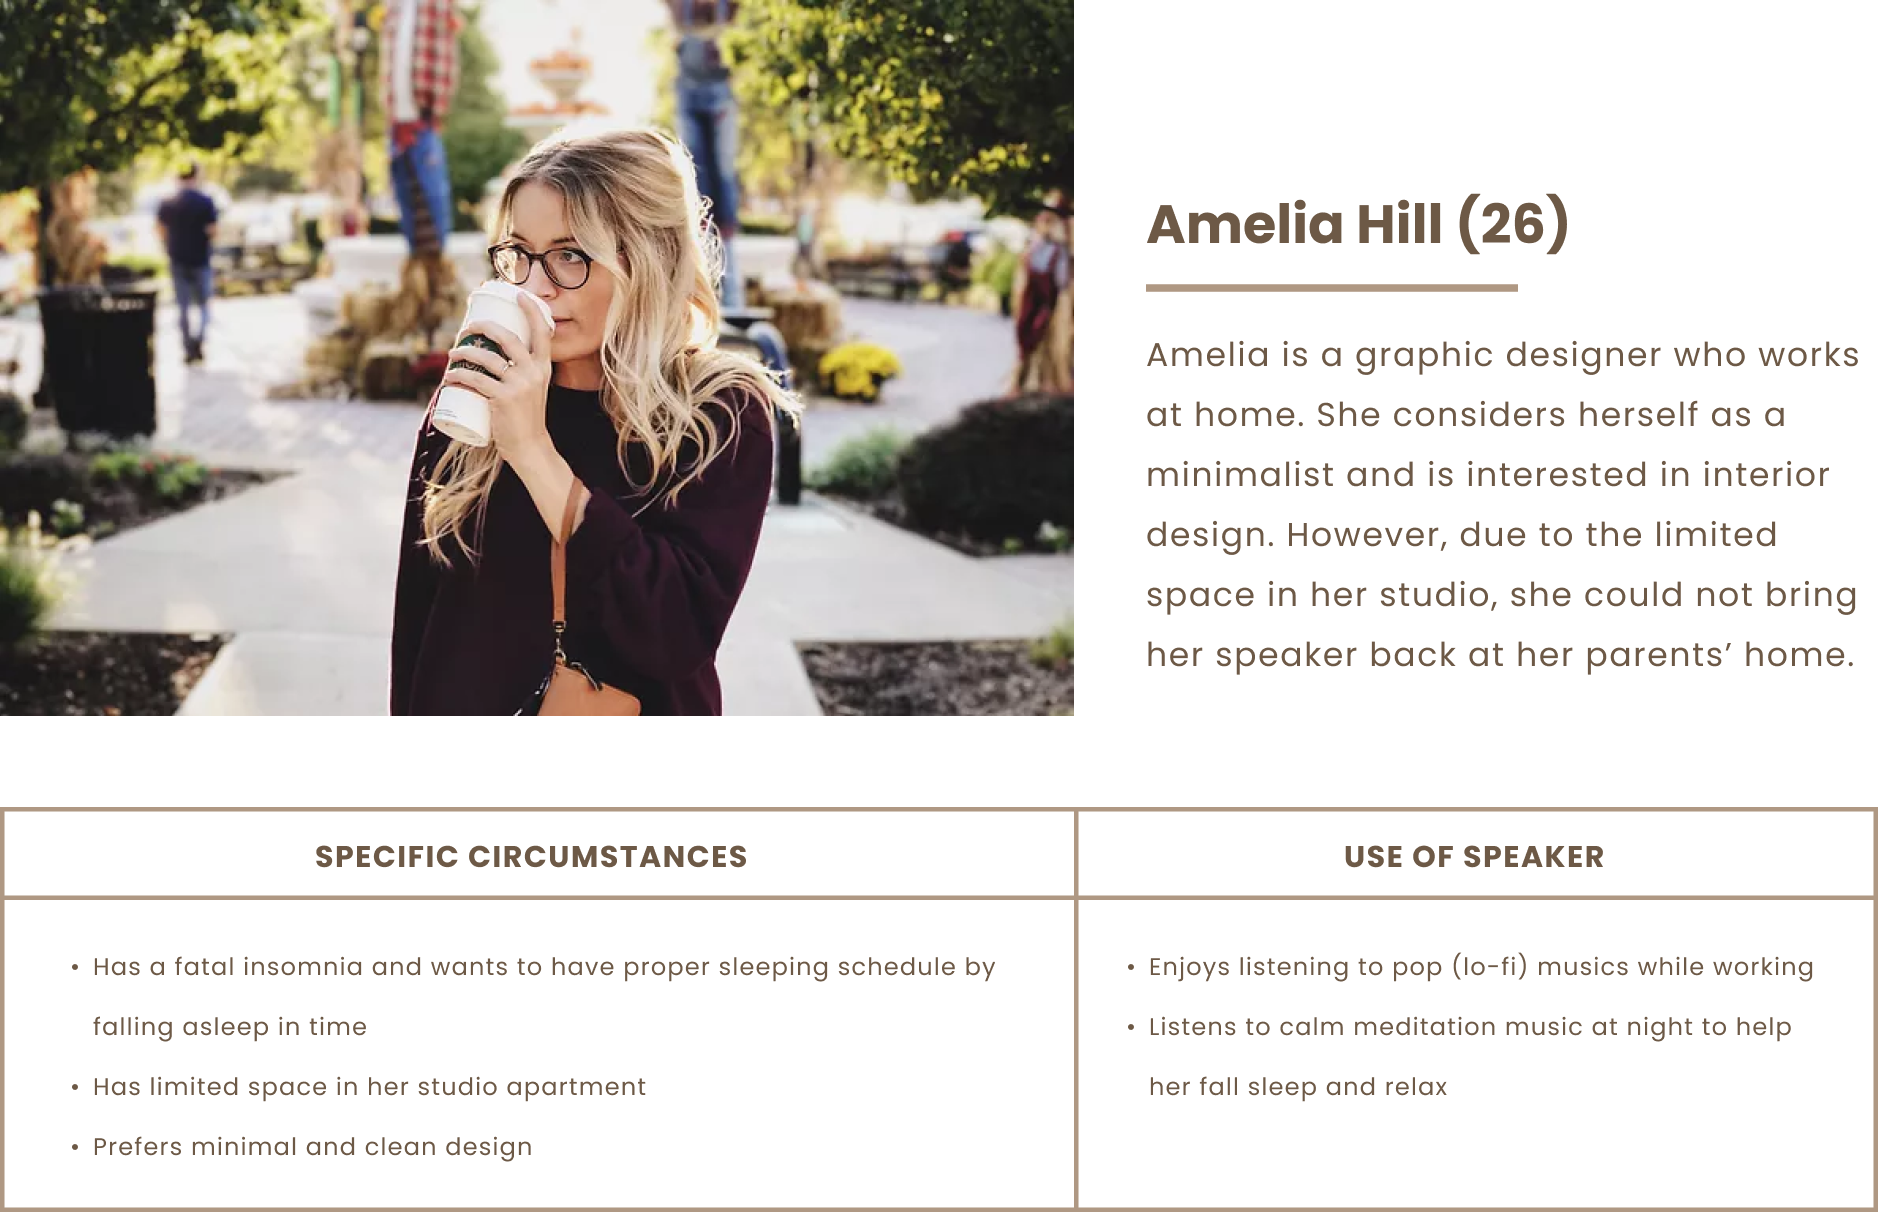 Amelia Hill (26)
Amelia is a graphic designer who works
at home. She considers herself as a
minimalist and is interested in interior
design. However, due to the limited
space in her studio, she could not bring
her speaker back at her parents’ home.
SPECIFIC CIRCUMSTANCES
• Has a fatal insomnia and wants to have proper sleeping schedule by
falling asleep in time
• Has limited space in her studio apartment
• Prefers minimal and clean design
USE OF SPEAKER
• Enjoys listening to pop (lo-fi) musics while working
• Listens to calm meditation music at night to help
her fall sleep and relax